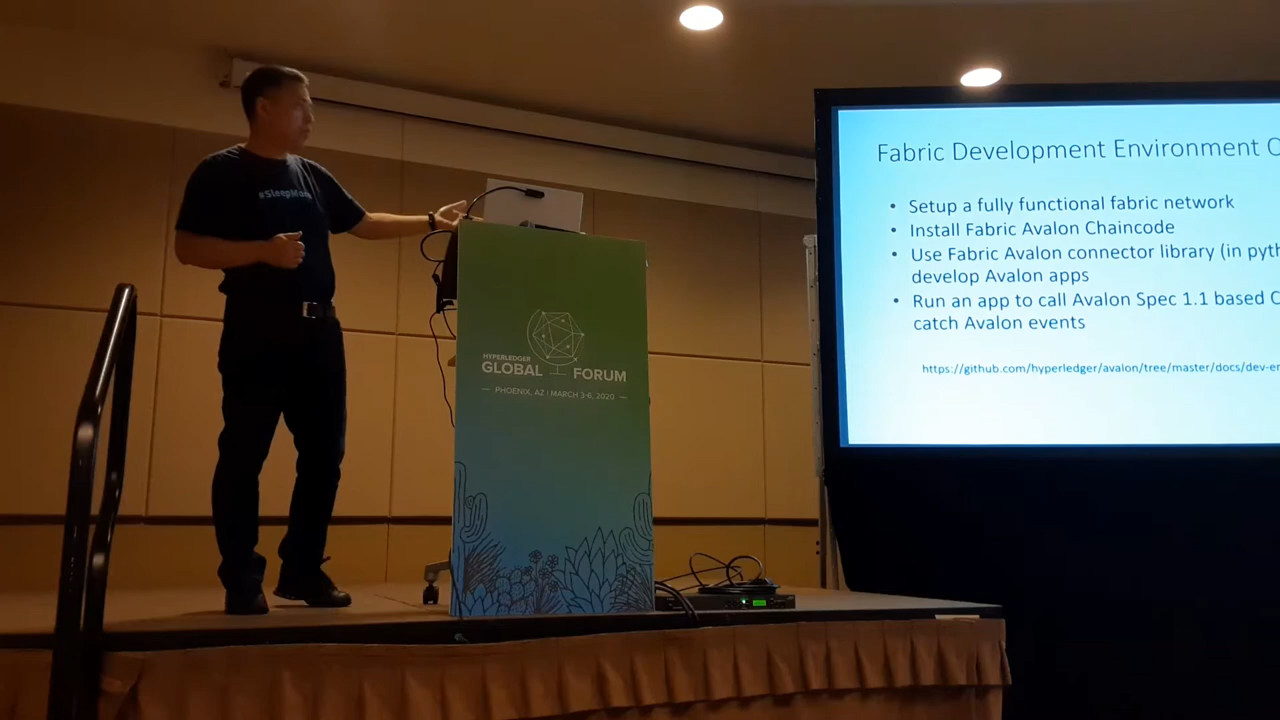 Fabric Development Environment
• Setup a fully functional fabric network
• Install Fabric Avalon Chaincode
• Use Fabric Avalon connector library (in
develop Avalon apps
• Run an app to call Avalon Spec 1.1 based
catch Avalon events
https://github.com/hyperledger/avalon/tree/master/docs/dev-en
HYPERLEDGER
GLOBAL FORUM
PHOENIX, AZ / MARCH 3-6, 2020